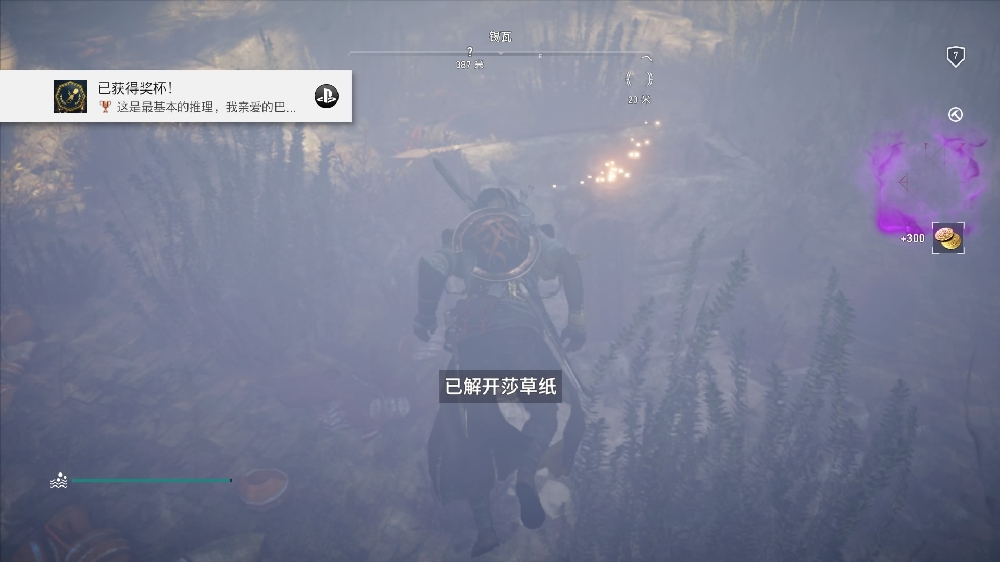 锡瓦
?
387 米
20 米
7
已获得奖杯！
这是最基本的推理，我亲爱的巴...
+300
已解开莎草纸